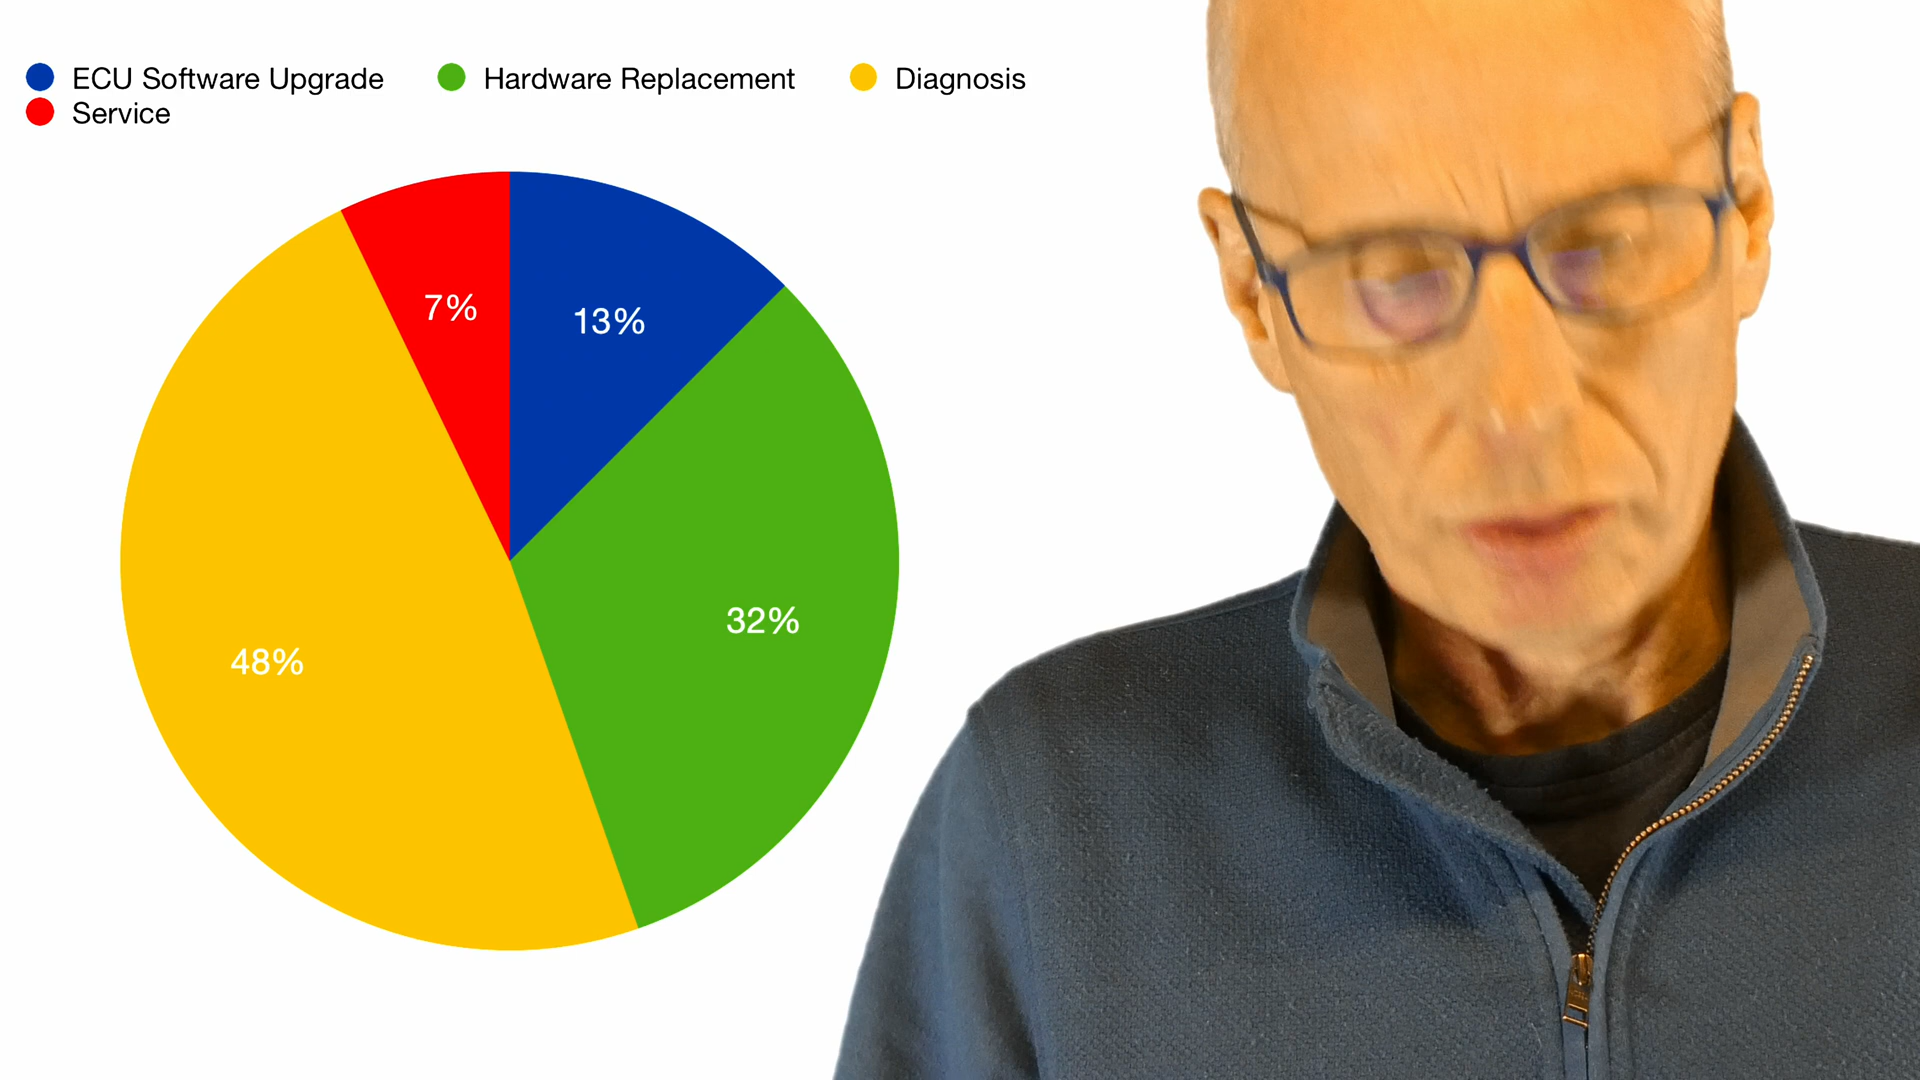 ECU Software Upgrade Hardware Replacement Diagnosis
Service
7%
13%
32%
48%